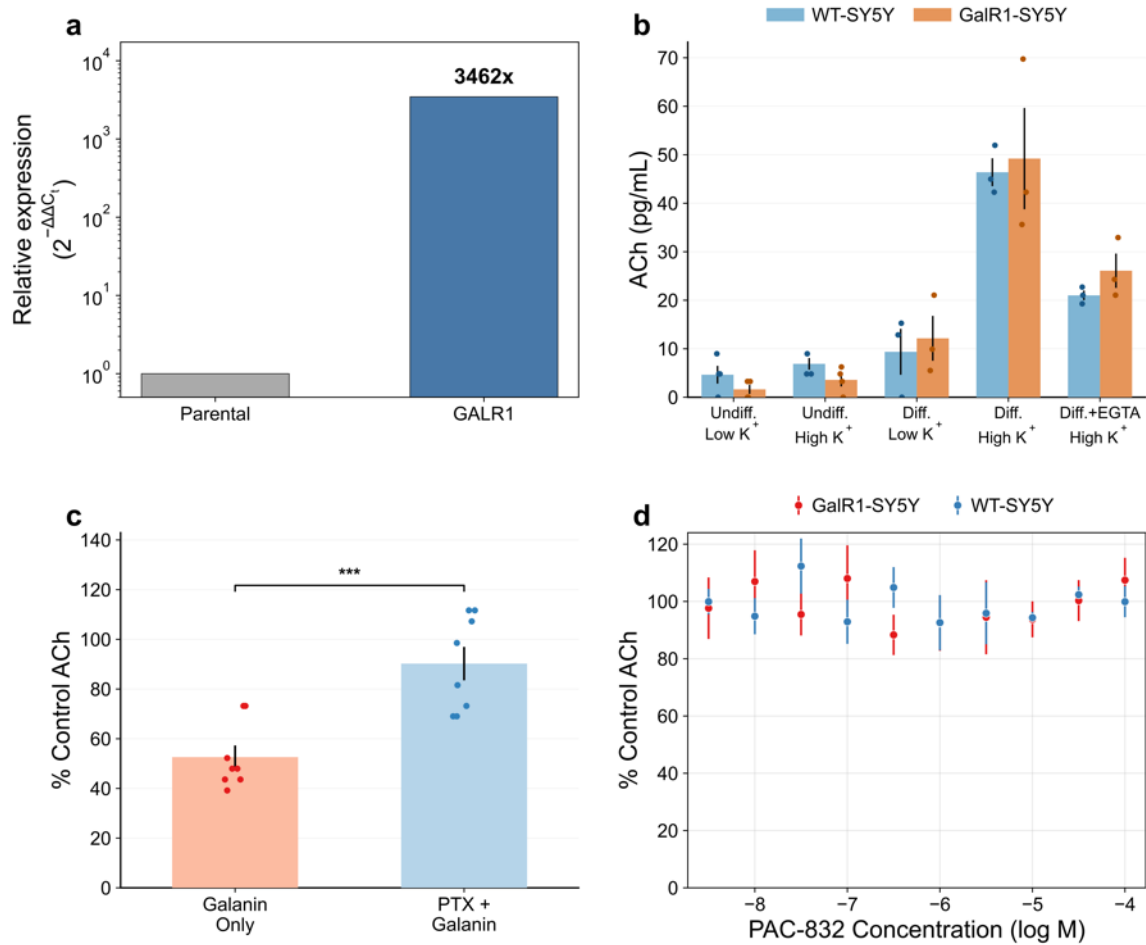 a
Relative expression
(2^−ΔΔC_t)
10^4
10^3
10^2
10^1
10^0
3462x
Parental
GALR1
b
WT-SY5Y
GalR1-SY5Y
ACh (pg/mL)
70
60
50
40
30
20
10
0
Undiff.
Low K^+
Undiff.
High K^+
Diff.
Low K^+
Diff.
High K^+
Diff.+EGTA
High K^+
c
% Control ACh
140
120
100
80
60
40
20
0
***
Galanin
Only
PTX +
Galanin
d
GalR1-SY5Y
WT-SY5Y
% Control ACh
120
100
80
60
40
20
0
−8
−7
−6
−5
−4
PAC-832 Concentration (log M)